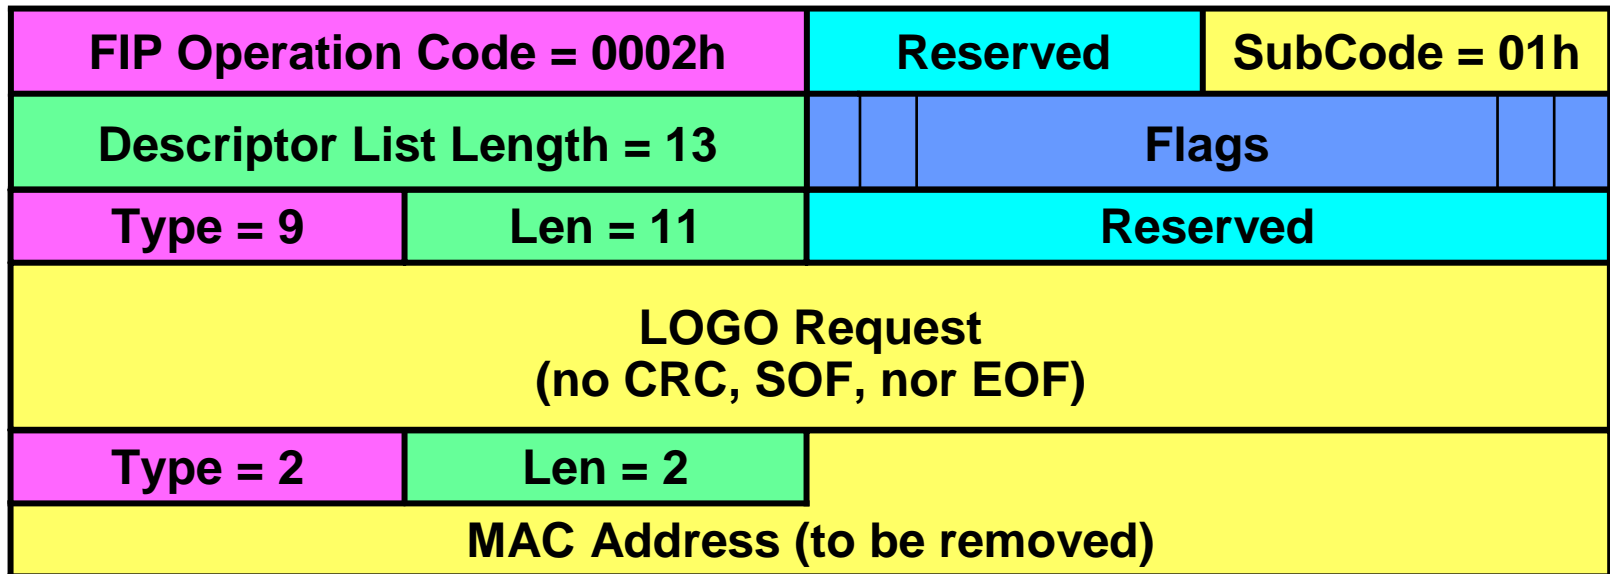 FIP Operation Code = 0002h
Reserved
SubCode = 01h
Descriptor List Length = 13
Flags
Type = 9
Len = 11
Reserved
LOGO Request
(no CRC, SOF, nor EOF)
Type = 2
Len = 2
MAC Address (to be removed)